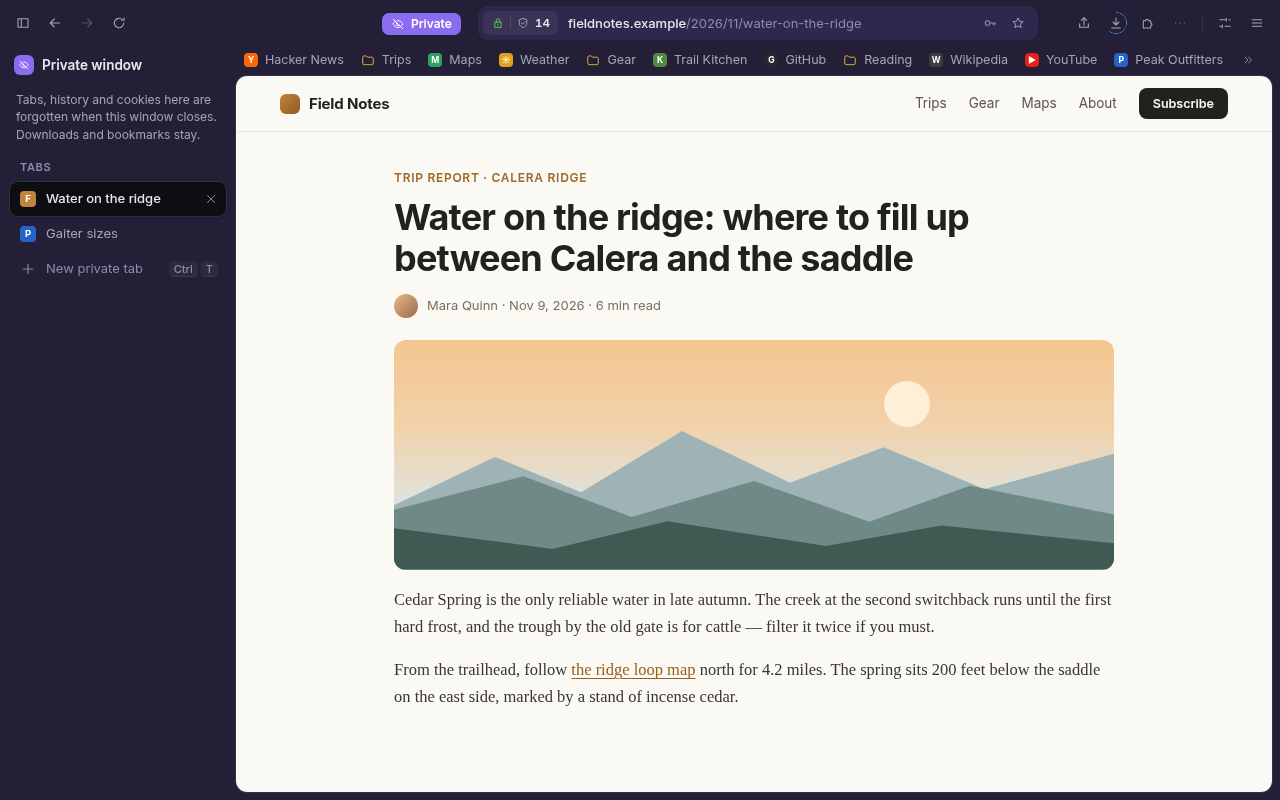 Private
14
fieldnotes.example/2026/11/water-on-the-ridge
Private window
Tabs, history and cookies here are
forgotten when this window closes.
Downloads and bookmarks stay.
TABS
F Water on the ridge
P Gaiter sizes
New private tab Ctrl T
Y Hacker News
Trips
M Maps
Weather
Gear
K Trail Kitchen
G GitHub
Reading
W Wikipedia
YouTube
P Peak Outfitters
Field Notes
Trips Gear Maps About Subscribe
TRIP REPORT · CALERA RIDGE
Water on the ridge: where to fill up
between Calera and the saddle
Mara Quinn · Nov 9, 2026 · 6 min read
Cedar Spring is the only reliable water in late autumn. The creek at the second switchback runs until the first
hard frost, and the trough by the old gate is for cattle — filter it twice if you must.
From the trailhead, follow the ridge loop map north for 4.2 miles. The spring sits 200 feet below the saddle
on the east side, marked by a stand of incense cedar.